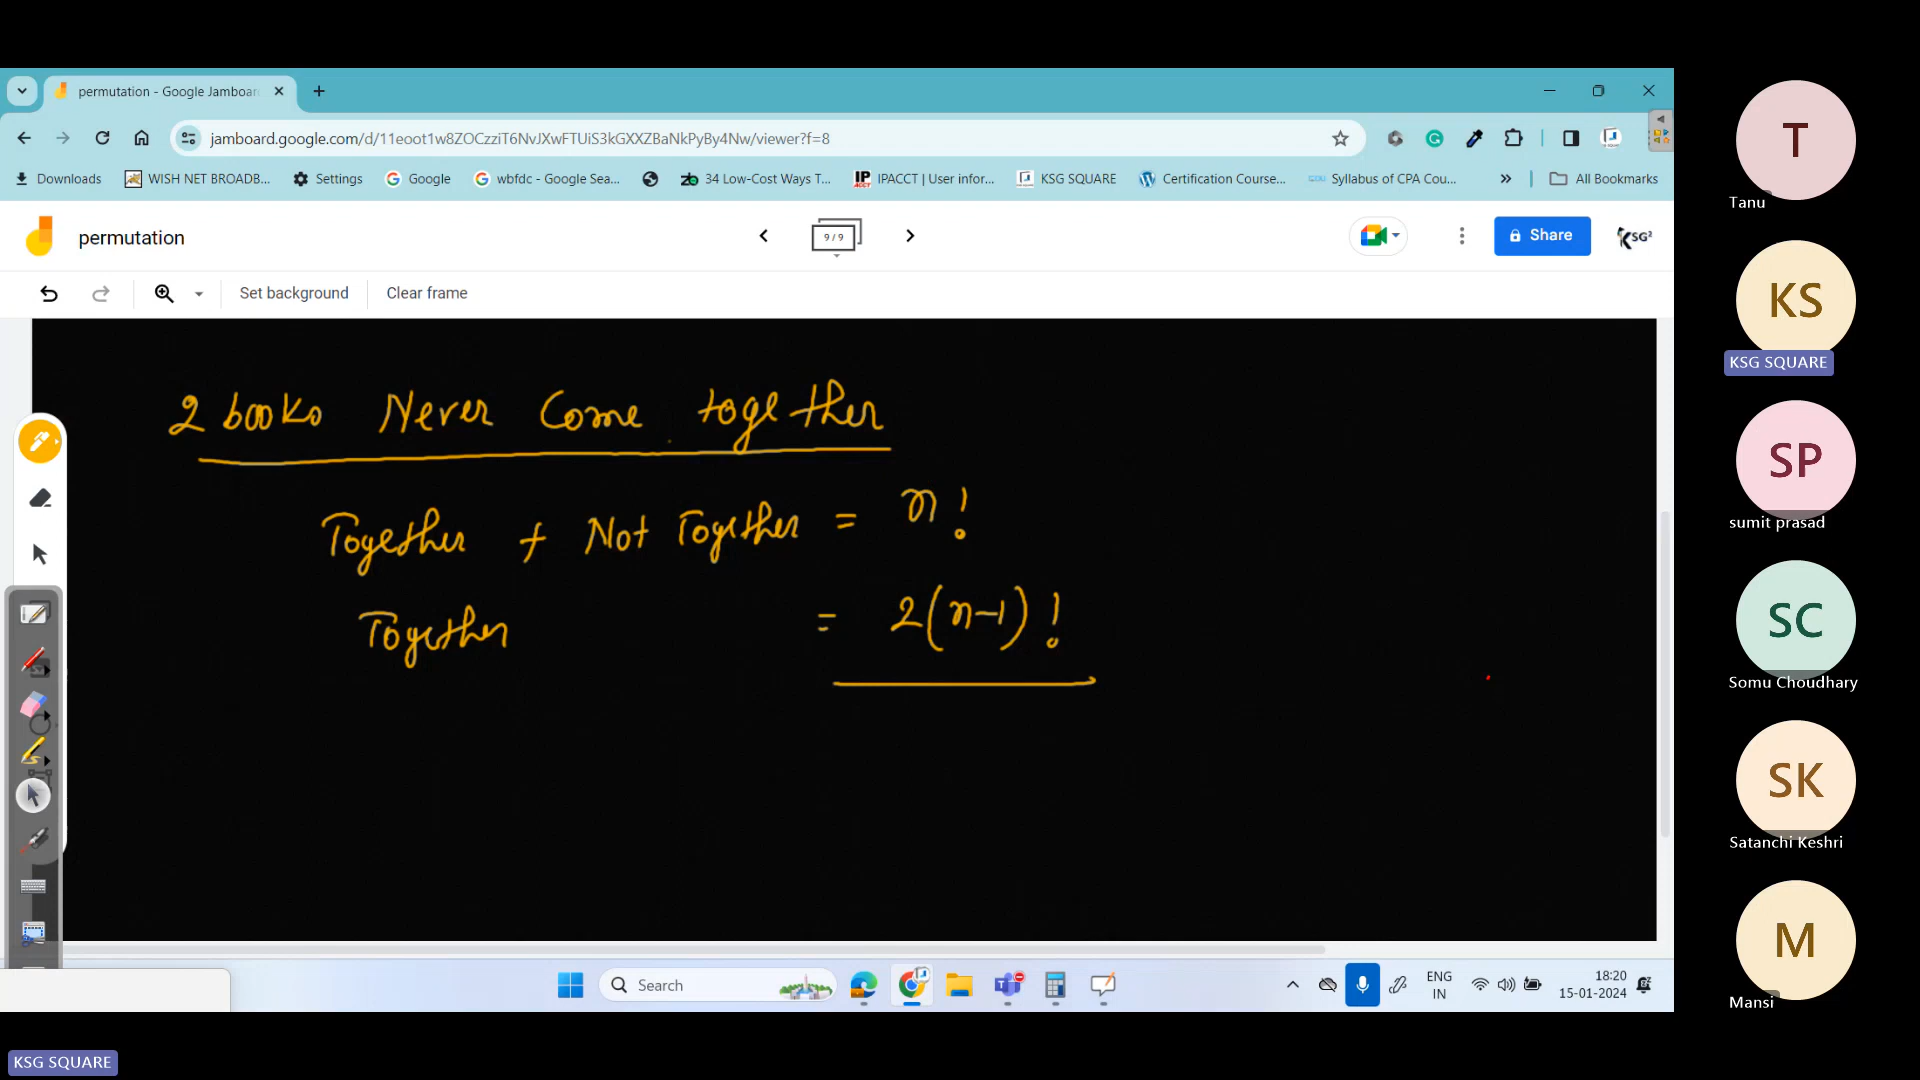 permutation - Google Jamboar
jamboard.google.com/d/11eoot1w8ZOCzziT6NvJXwFTUiS3kGXXZBaNkPyBy4Nw/viewer?f=8
Downloads WISH NET BROADB... Settings Google wbfdc - Google Sea... 34 Low-Cost Ways T... IPACCT | User infor... KSG SQUARE Certification Course... Syllabus of CPA Cou... » All Bookmarks
permutation 9 / 9 Share KSG²
Set background Clear frame
2 books Never Come together
Together + Not Together = n!
Together = 2(n-1)!
Search ENG IN 18:20 15-01-2024
T
Tanu
KS
KSG SQUARE
SP
sumit prasad
SC
Somu Choudhary
SK
Satanchi Keshri
M
Mansi
KSG SQUARE